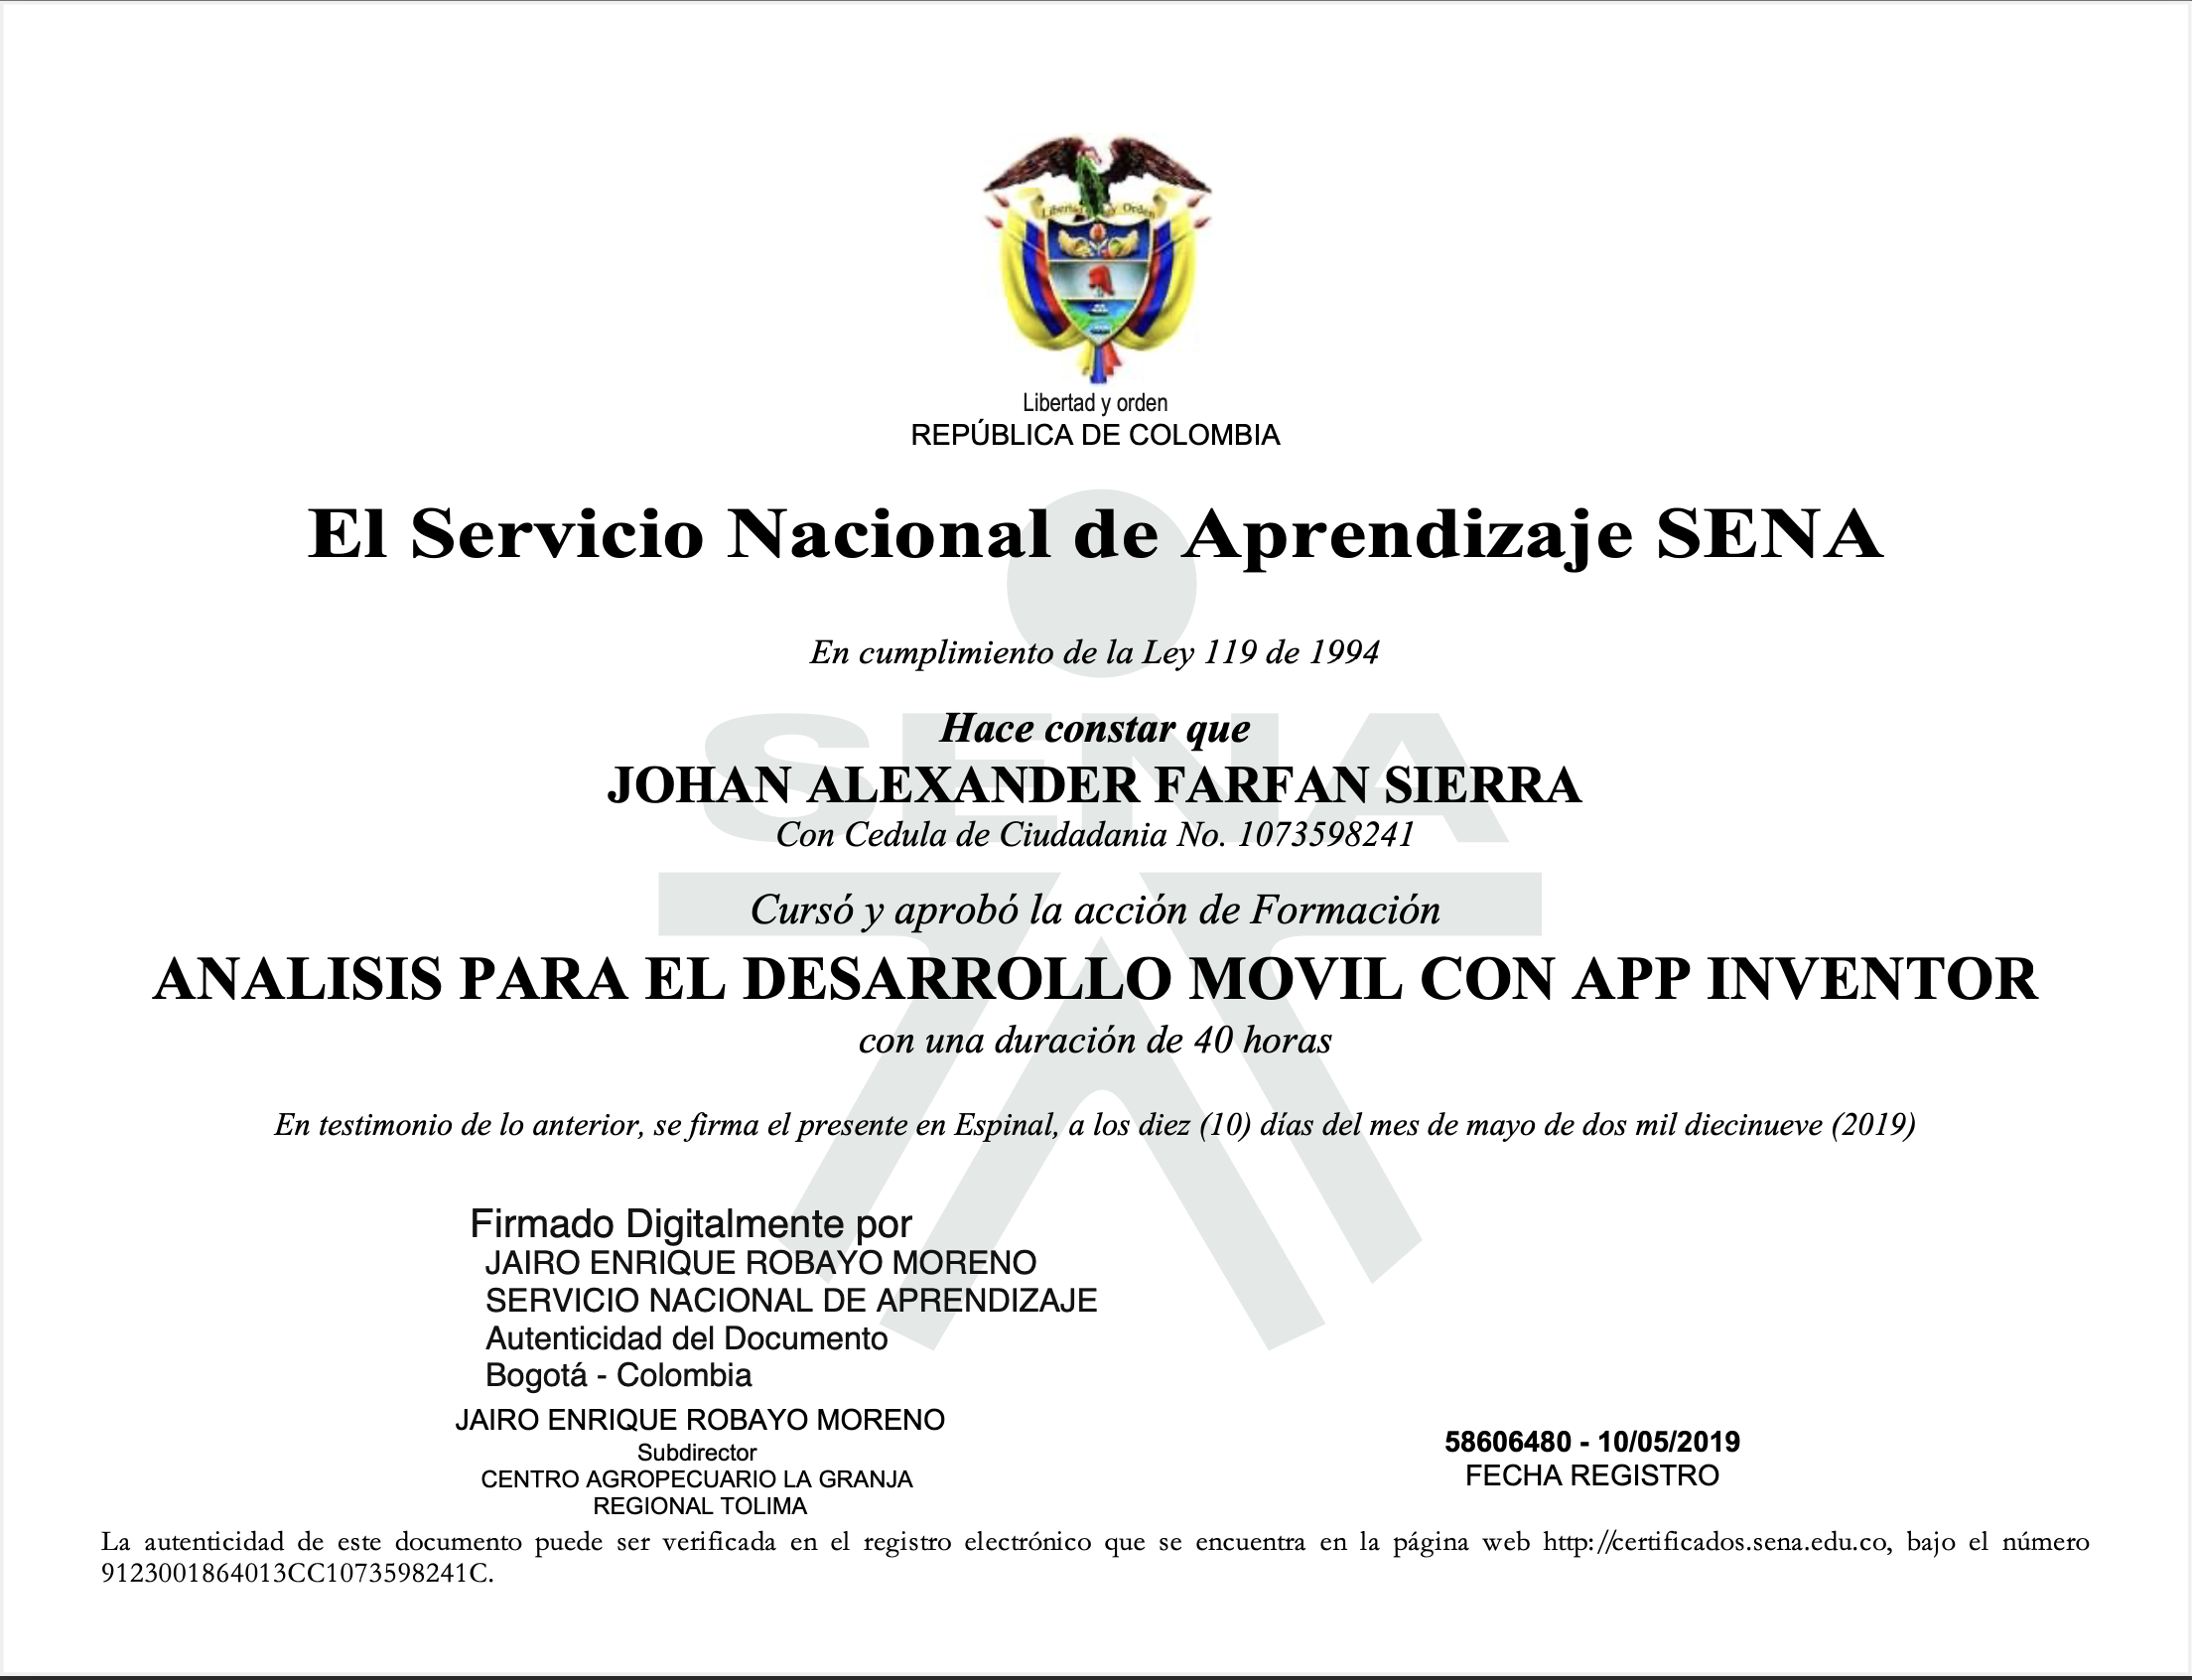 Libertad y Orden
Libertad y orden
REPÚBLICA DE COLOMBIA
El Servicio Nacional de Aprendizaje SENA
En cumplimiento de la Ley 119 de 1994
Hace constar que
SENA
JOHAN ALEXANDER FARFAN SIERRA
Con Cedula de Ciudadania No. 1073598241
Cursó y aprobó la acción de Formación
ANALISIS PARA EL DESARROLLO MOVIL CON APP INVENTOR
con una duración de 40 horas
En testimonio de lo anterior, se firma el presente en Espinal, a los diez (10) días del mes de mayo de dos mil diecinueve (2019)
Firmado Digitalmente por
JAIRO ENRIQUE ROBAYO MORENO
SERVICIO NACIONAL DE APRENDIZAJE
Autenticidad del Documento
Bogotá - Colombia
JAIRO ENRIQUE ROBAYO MORENO
Subdirector
CENTRO AGROPECUARIO LA GRANJA
REGIONAL TOLIMA
58606480 - 10/05/2019
FECHA REGISTRO
La autenticidad de este documento puede ser verificada en el registro electrónico que se encuentra en la página web http://certificados.sena.edu.co, bajo el número
9123001864013CC1073598241C.